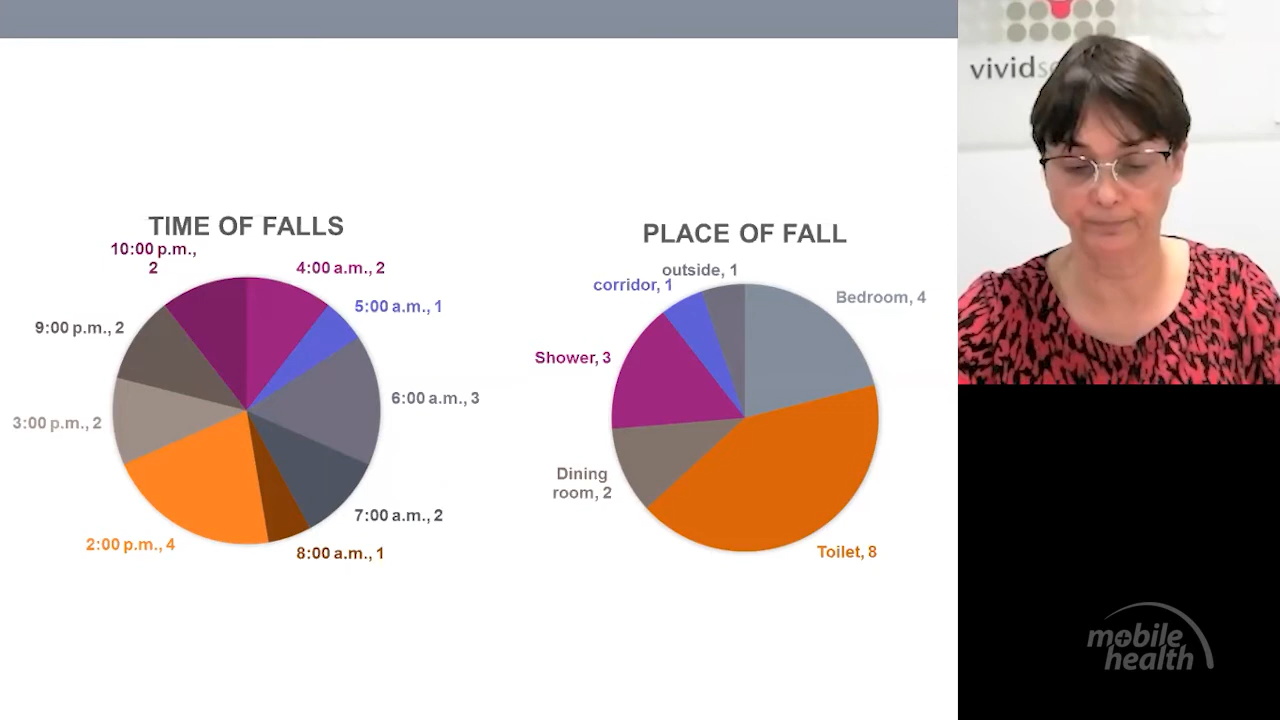 TIME OF FALLS
10:00 p.m.,
2
4:00 a.m., 2
5:00 a.m., 1
9:00 p.m., 2
6:00 a.m., 3
3:00 p.m., 2
7:00 a.m., 2
2:00 p.m., 4
8:00 a.m., 1
PLACE OF FALL
outside, 1
corridor, 1
Bedroom, 4
Shower, 3
Dining
room, 2
Toilet, 8
mobile
health